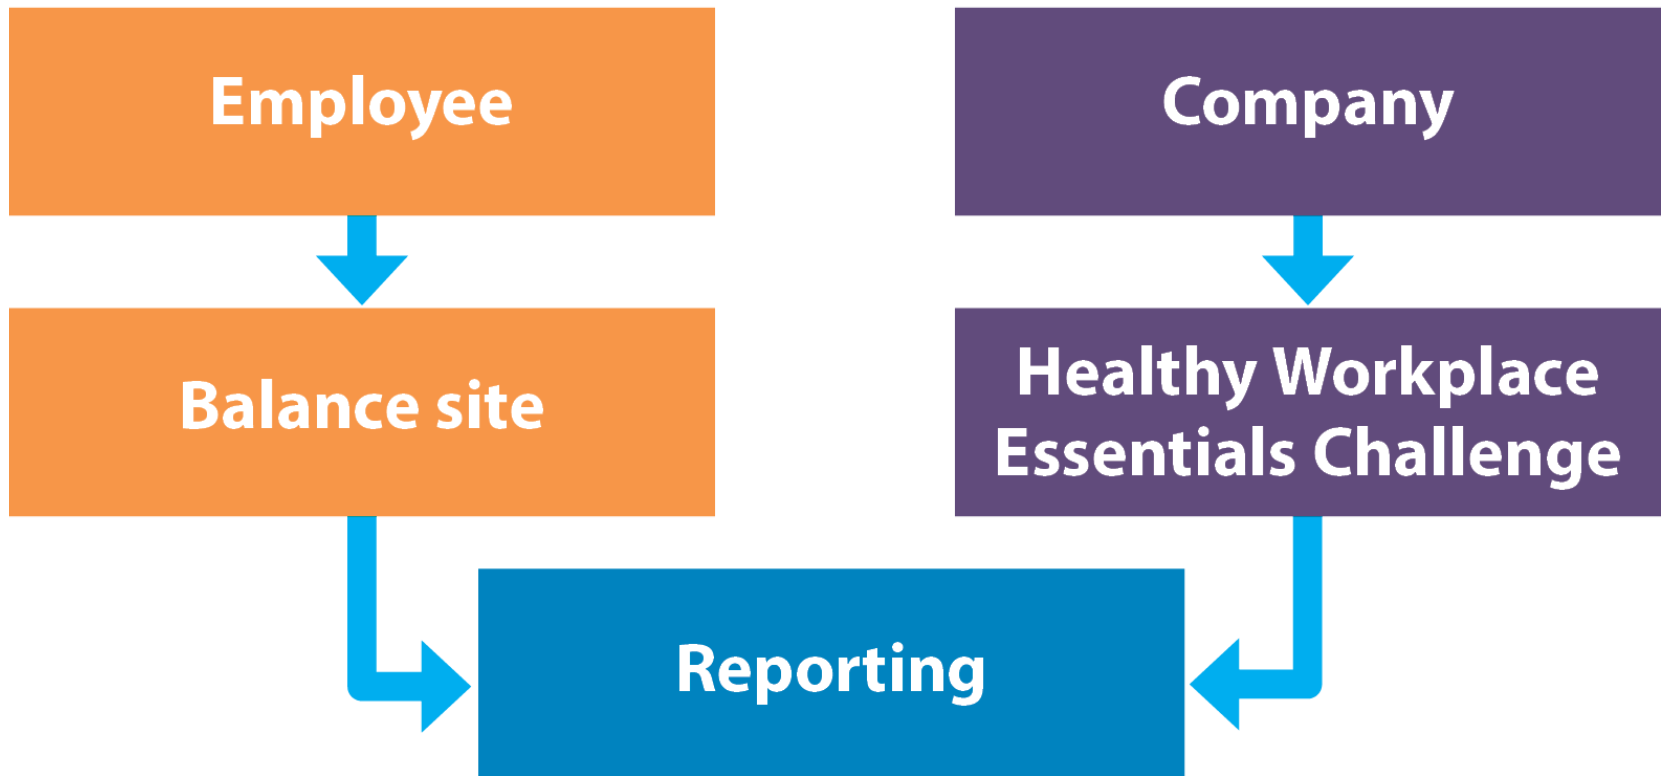 Employee
Company
Balance site
Healthy Workplace
Essentials Challenge
Reporting